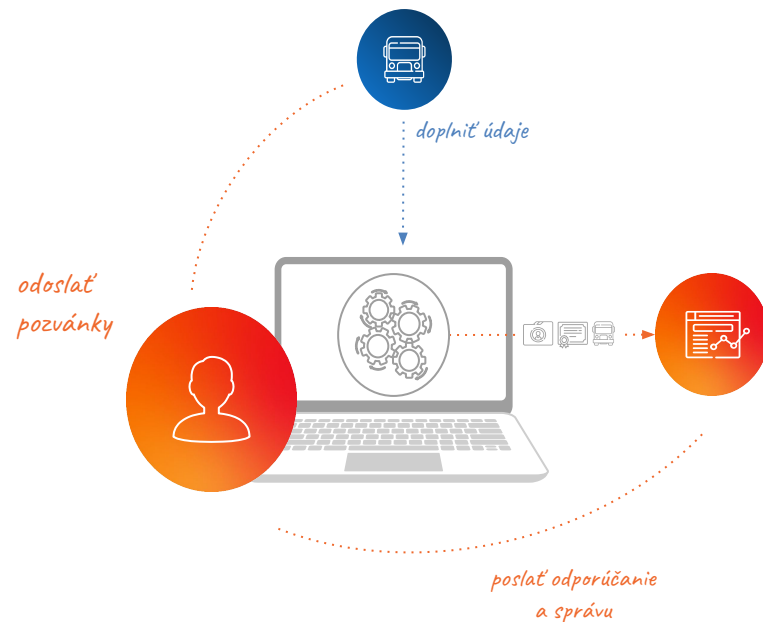 doplniť údaje
odoslať
pozvánky
poslať odporúčanie
a správu